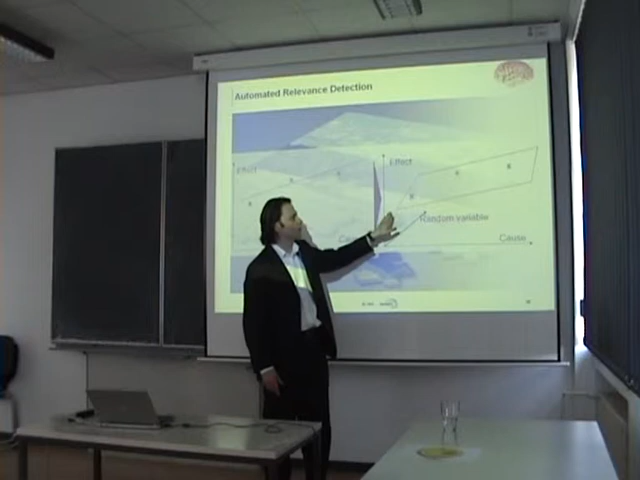 Automated Relevance Detection
Effect
Effect
Random variable
Cause